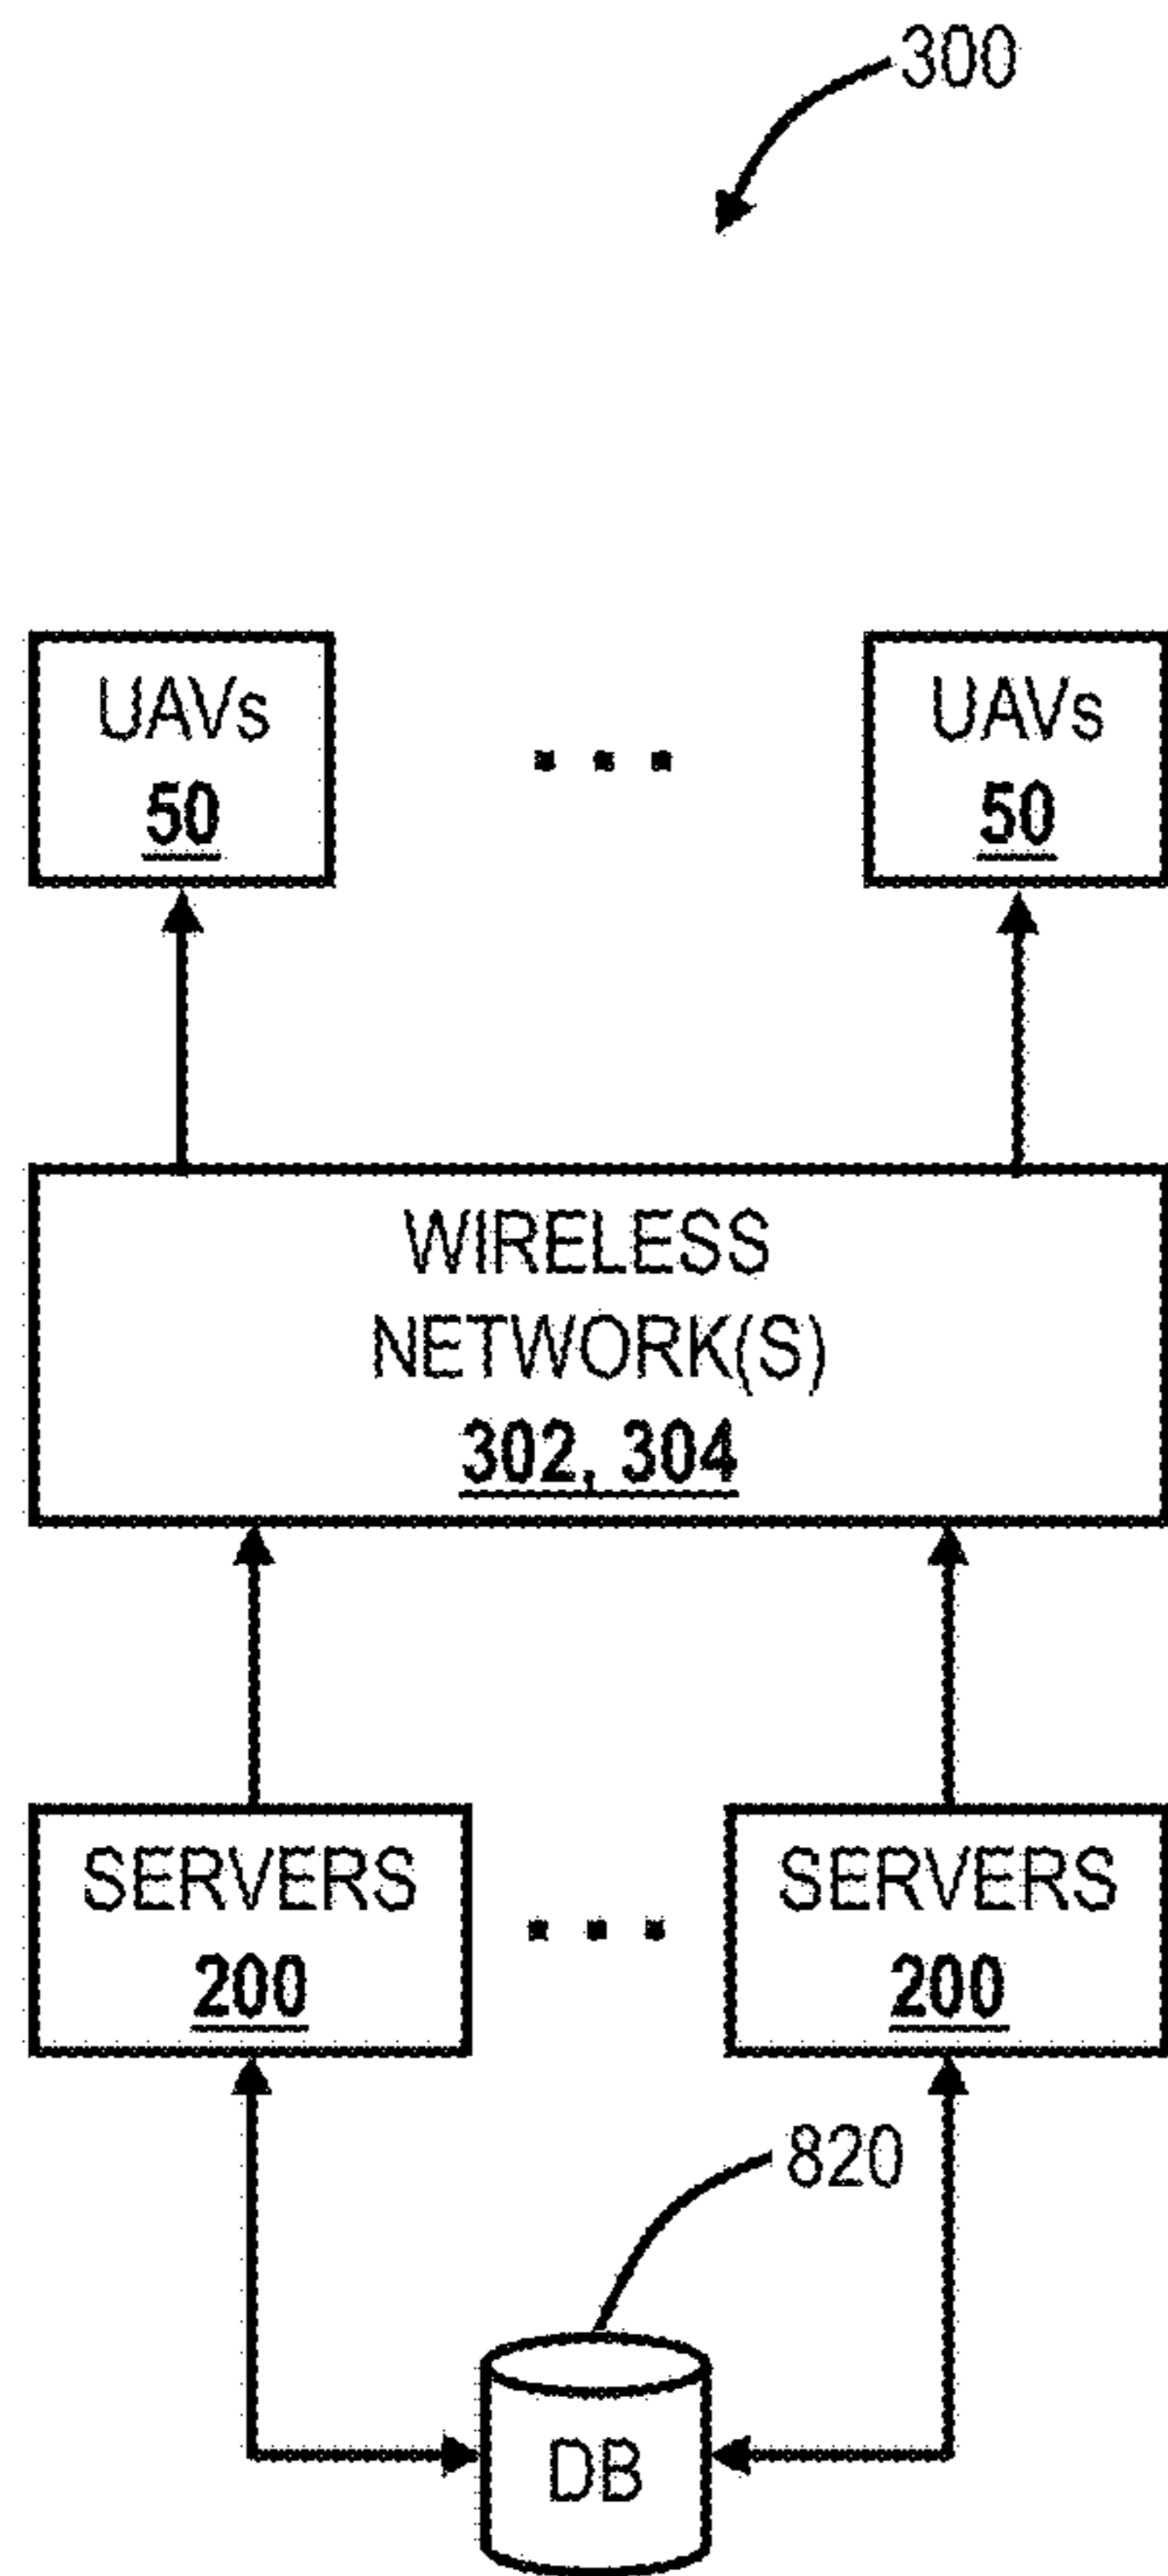 300
UAVs
50
UAVs
50
WIRELESS
NETWORK(S)
302, 304
SERVERS
200
SERVERS
200
820
DB